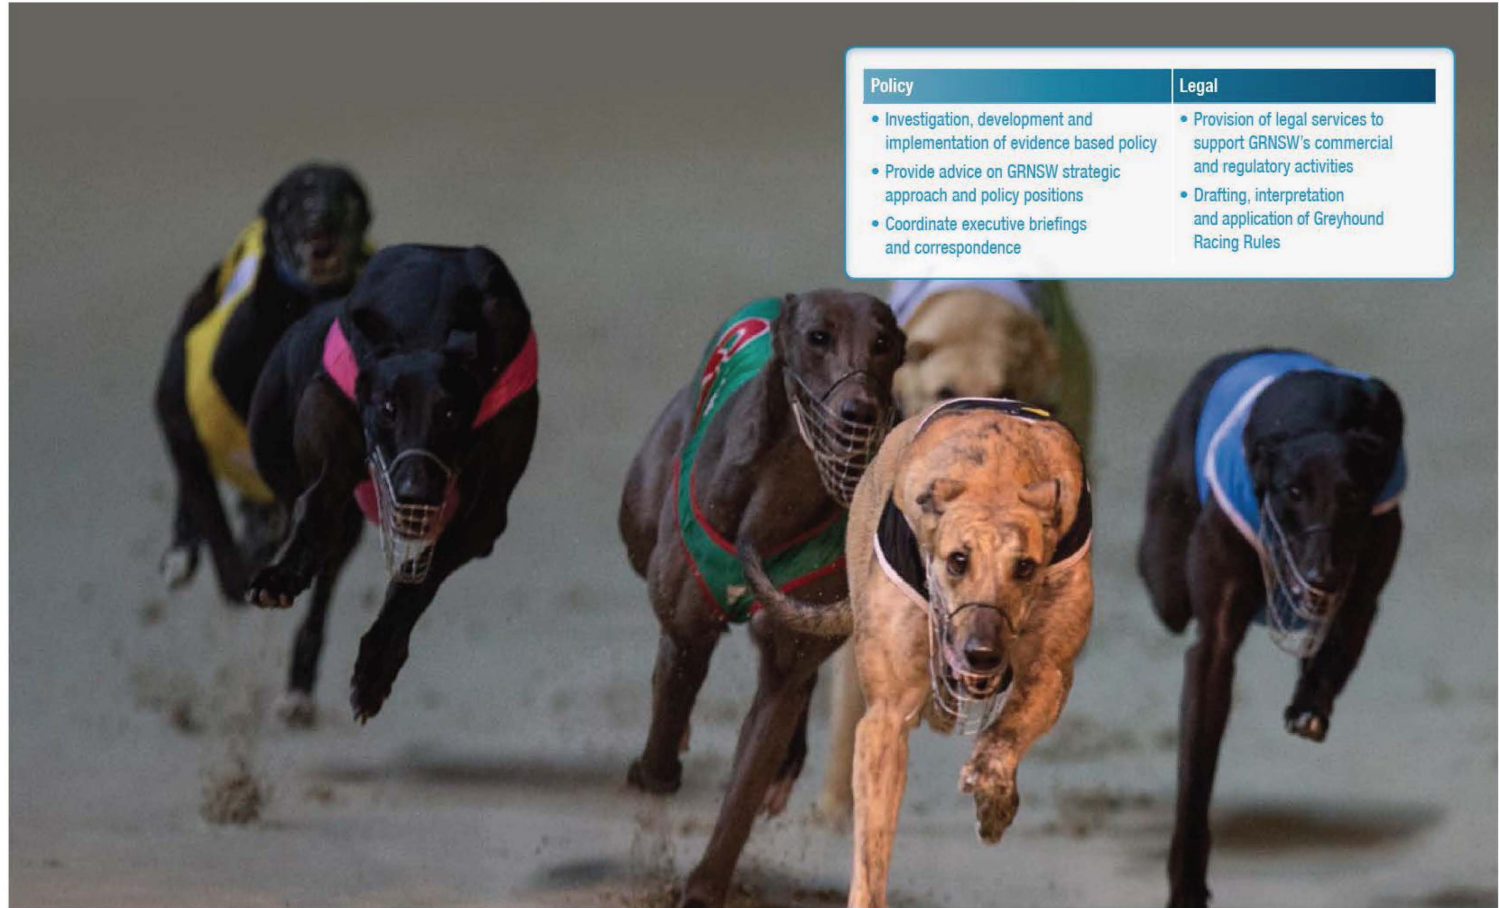 Policy
• Investigation, development and
implementation of evidence based policy
• Provide advice on GRNSW strategic
approach and policy positions
• Coordinate executive briefings
and correspondence
Legal
• Provision of legal services to
support GRNSW's commercial
and regulatory activities
• Drafting, interpretation
and application of Greyhound
Racing Rules